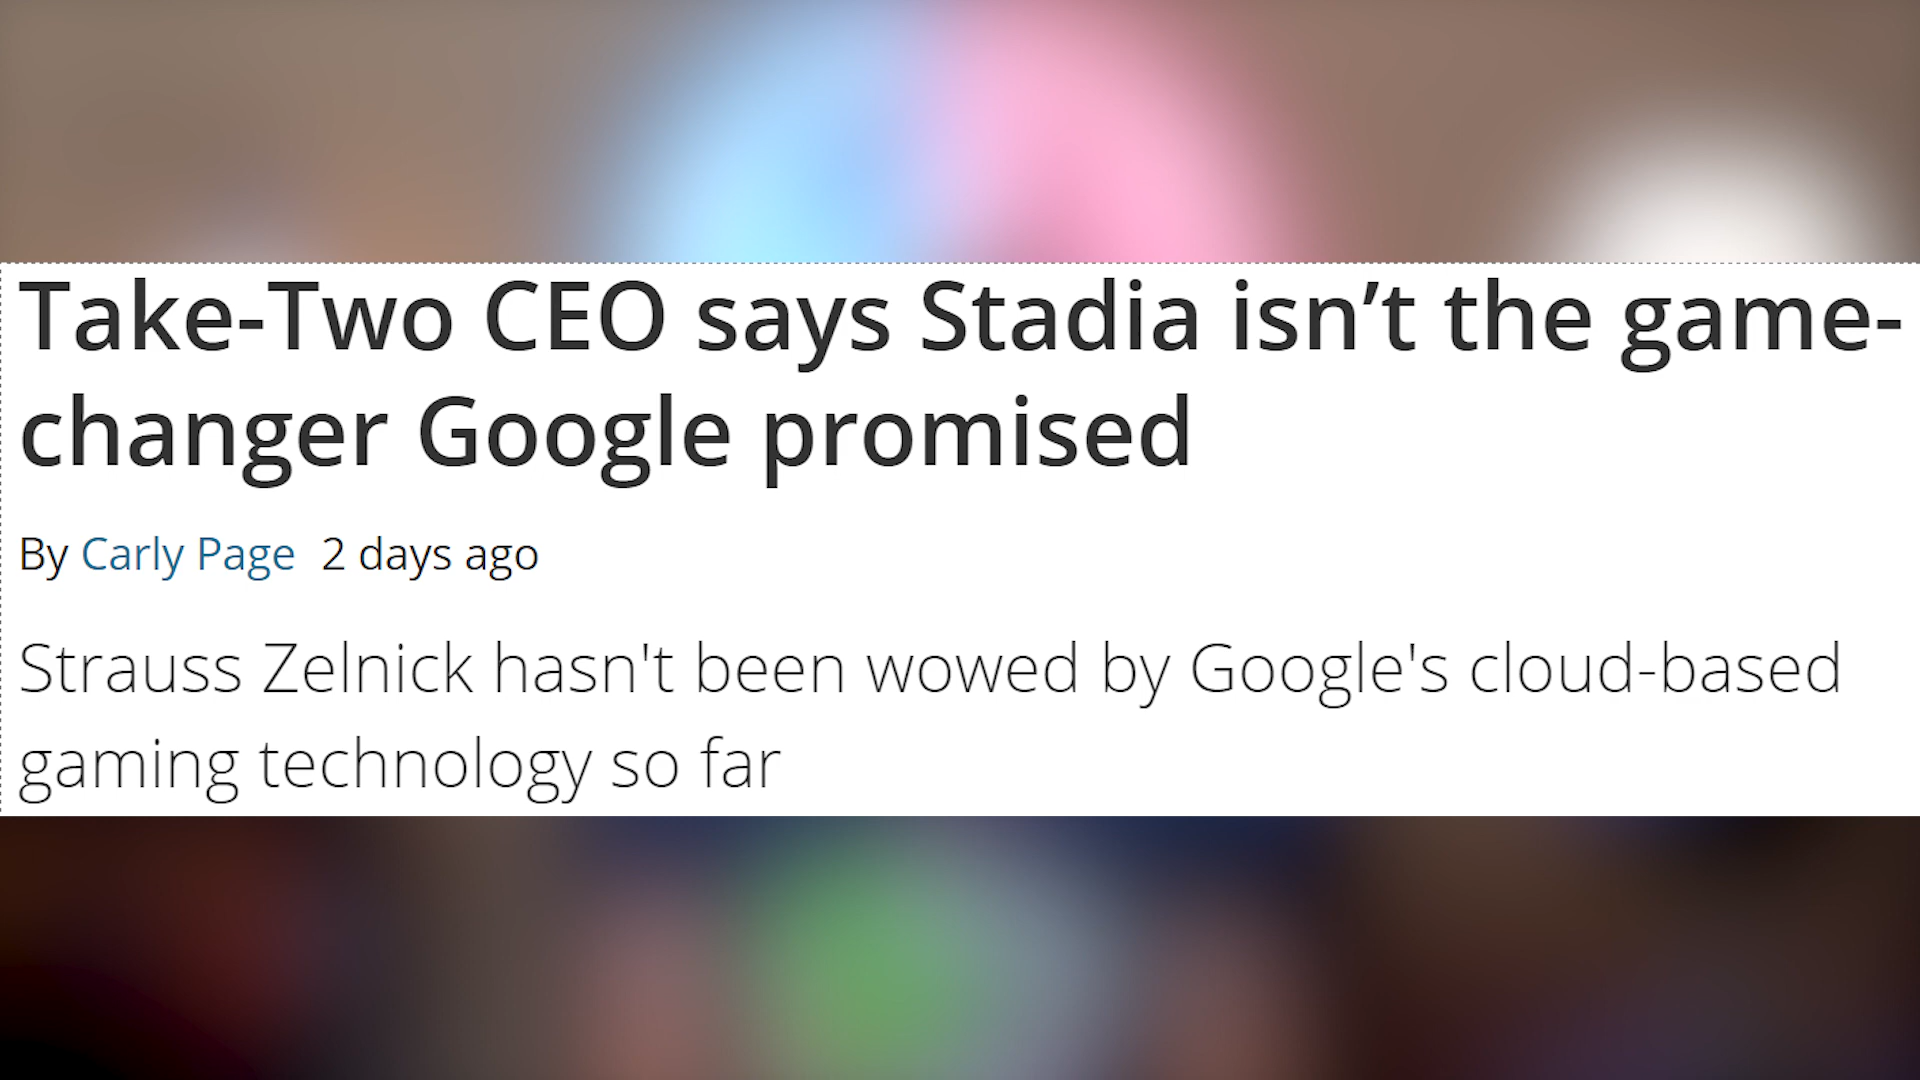 Take-Two CEO says Stadia isn’t the game-
changer Google promised
By Carly Page 2 days ago
Strauss Zelnick hasn't been wowed by Google's cloud-based
gaming technology so far